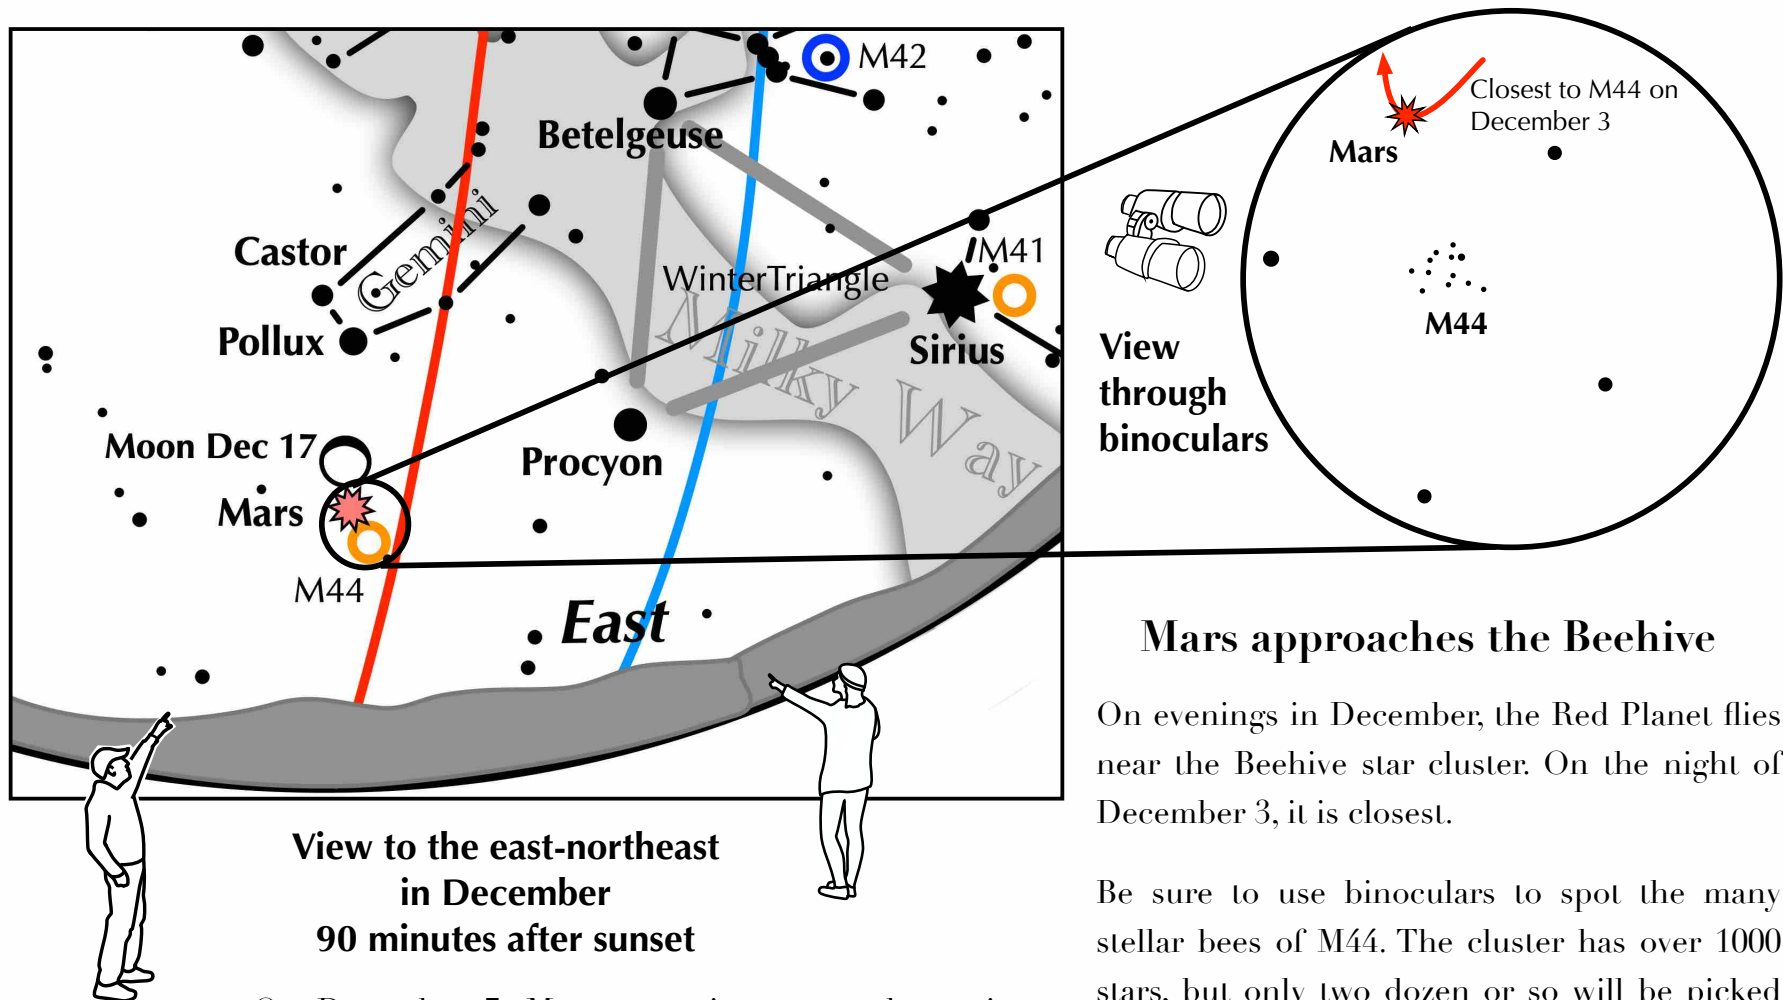 M42
Betelgeuse
Closest to M44 on
December 3
Mars
Gemini
Castor
M41
WinterTriangle
Pollux
Milky Way
Sirius
M44
View
through
binoculars
Moon Dec 17
Procyon
Mars
M44
East
View to the east-northeast
in December
90 minutes after sunset
Mars approaches the Beehive
On evenings in December, the Red Planet flies
near the Beehive star cluster. On the night of
December 3, it is closest.
Be sure to use binoculars to spot the many
stellar bees of M44. The cluster has over 1000
stars, but only two dozen or so will be picked